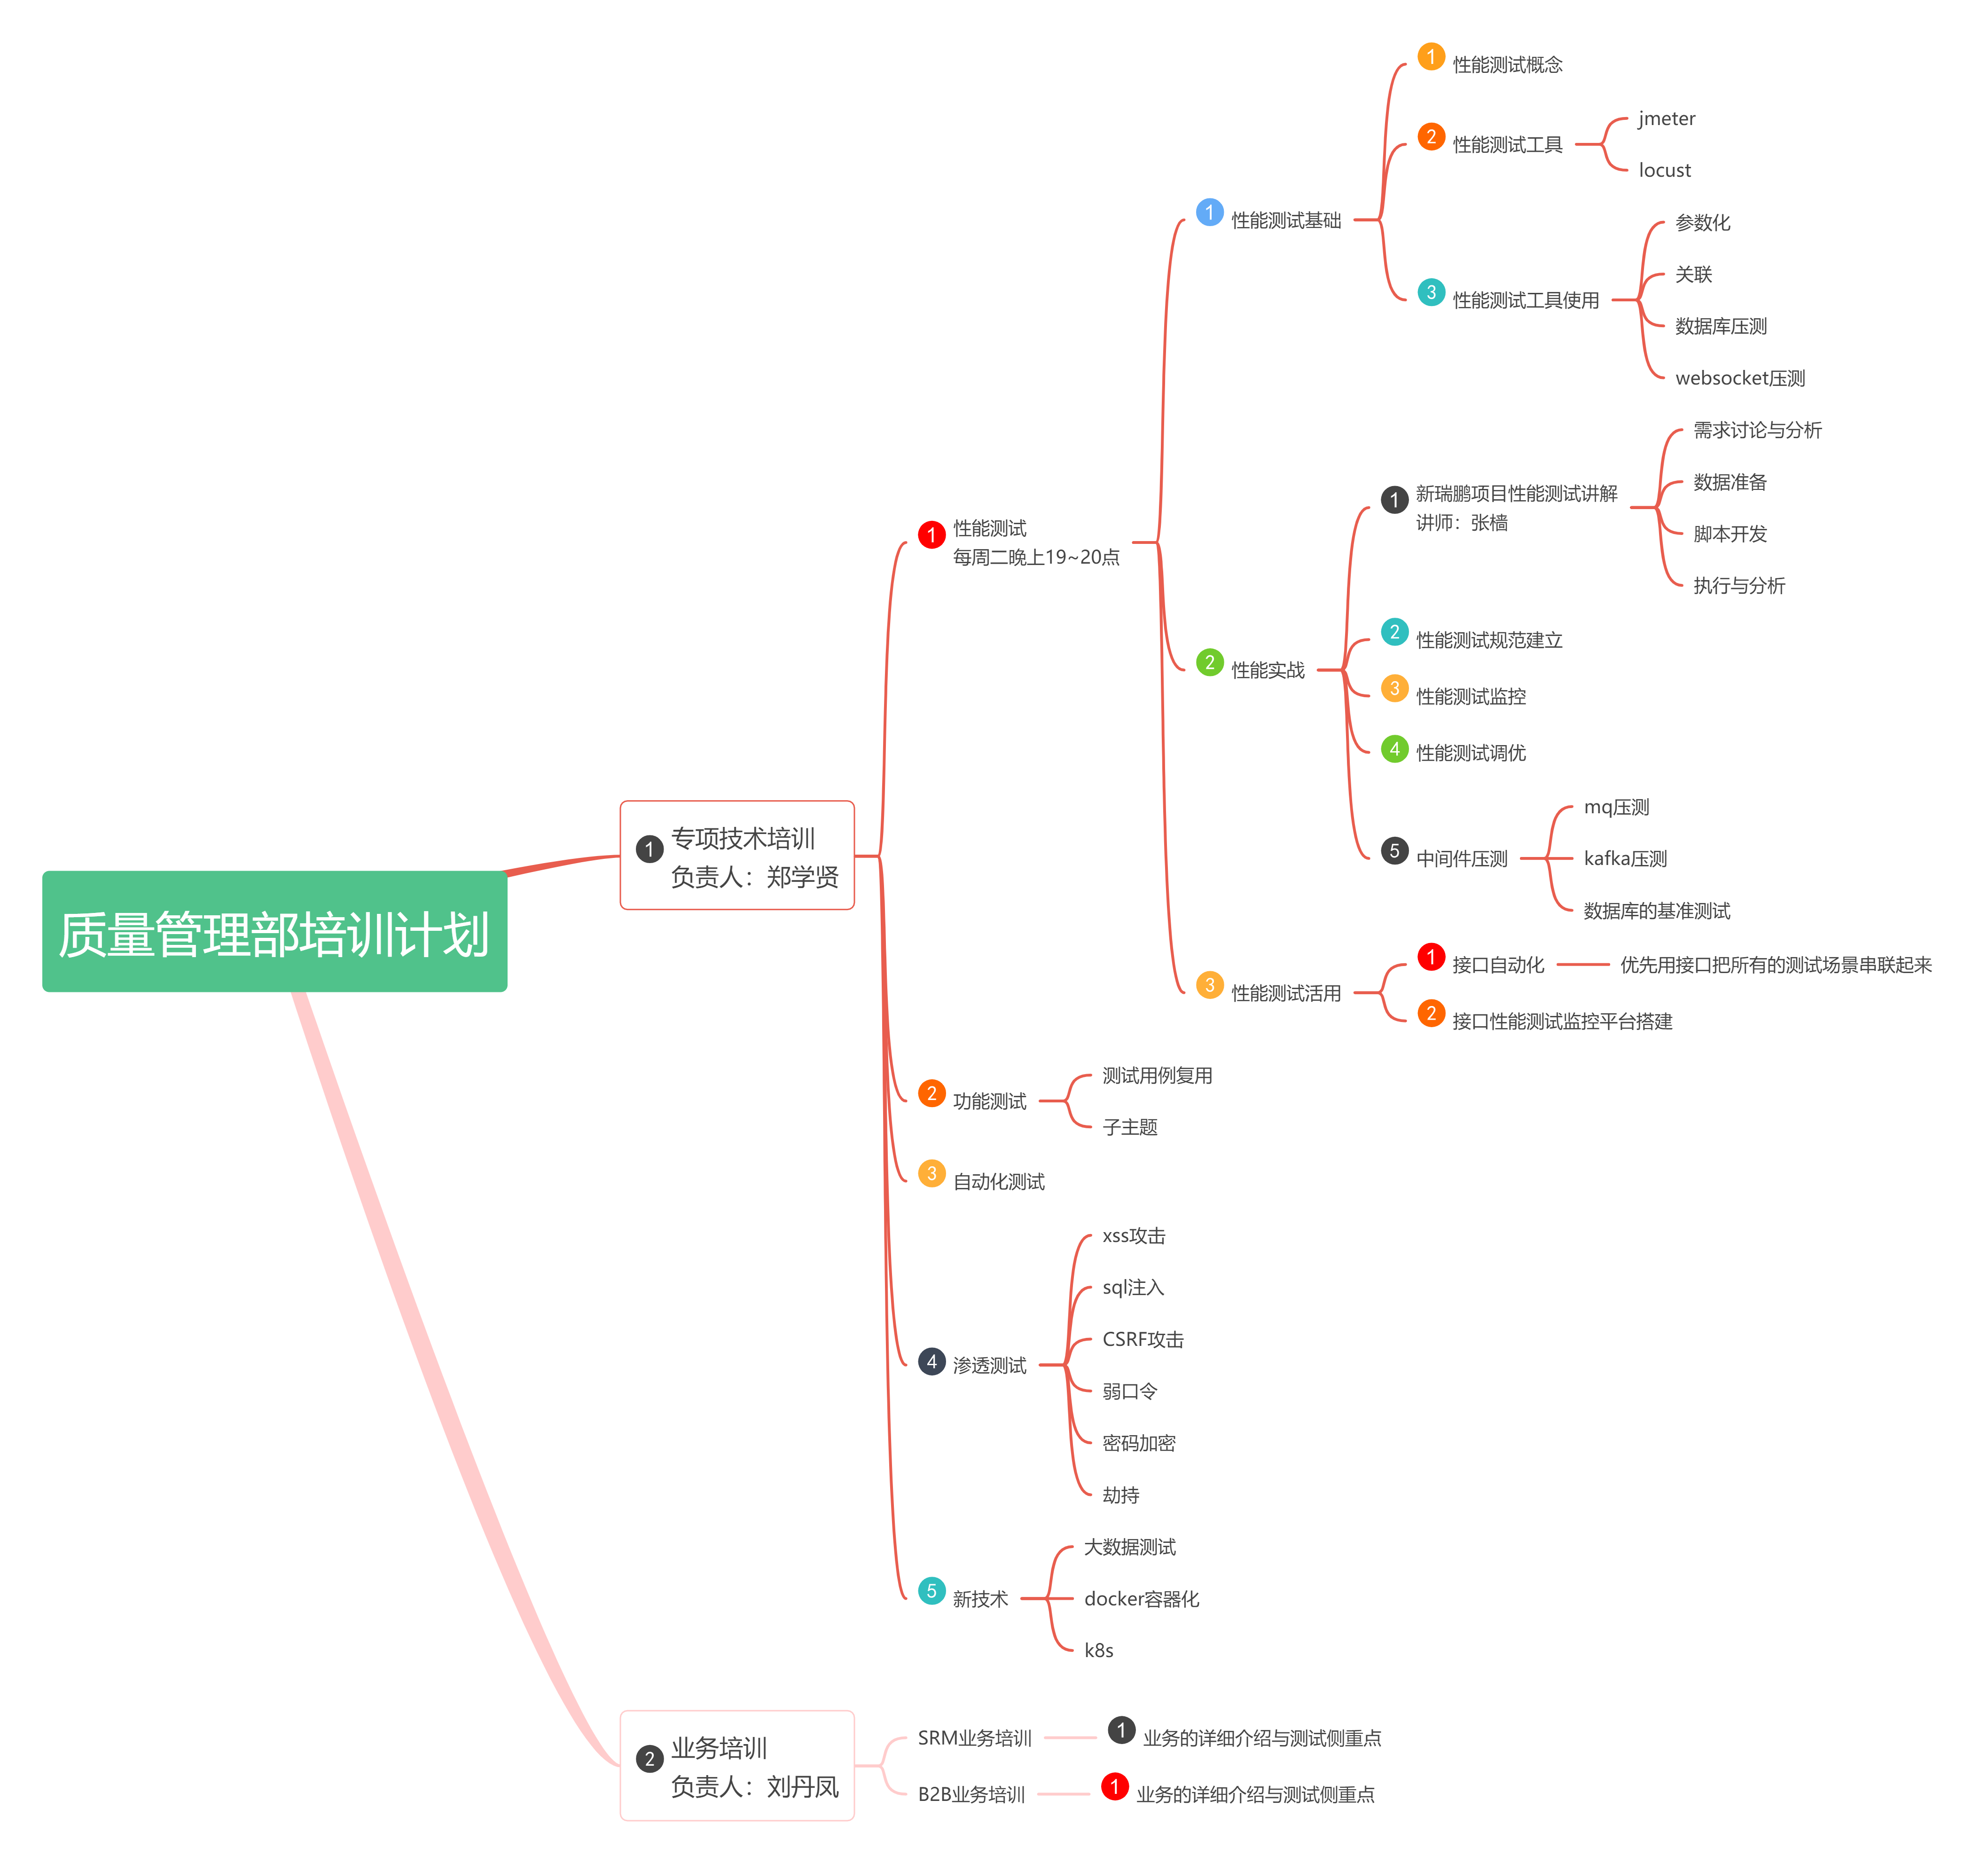 质量管理部培训计划
1 专项技术培训
负责人：郑学贤
1 性能测试
每周二晚上19~20点
1 性能测试基础
1 性能测试概念
2 性能测试工具
jmeter
locust
3 性能测试工具使用
参数化
关联
数据库压测
websocket压测
2 性能实战
1 新瑞鹏项目性能测试讲解
讲师：张樯
需求讨论与分析
数据准备
脚本开发
执行与分析
2 性能测试规范建立
3 性能测试监控
4 性能测试调优
5 中间件压测
mq压测
kafka压测
数据库的基准测试
3 性能测试活用
1 接口自动化
优先用接口把所有的测试场景串联起来
2 接口性能测试监控平台搭建
2 功能测试
测试用例复用
子主题
3 自动化测试
4 渗透测试
xss攻击
sql注入
CSRF攻击
弱口令
密码加密
劫持
5 新技术
大数据测试
docker容器化
k8s
2 业务培训
负责人：刘丹凤
SRM业务培训
1 业务的详细介绍与测试侧重点
B2B业务培训
1 业务的详细介绍与测试侧重点